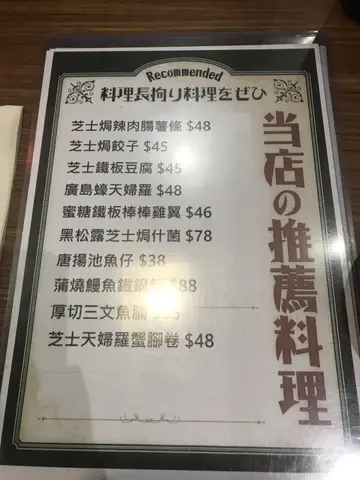 Recommended
料理長拘り料理をぜひ
当店の推薦料理
芝士焗辣肉腸薯條 $48
芝士焗餃子 $45
芝士鐵板豆腐 $45
廣島蠔天婦羅 $48
蜜糖鐵板棒棒雞翼 $46
黑松露芝士焗什菌 $78
唐揚池魚仔 $38
蒲燒鰻魚鐵鍋 $88
厚切三文魚腩
芝士天婦羅蟹腳卷 $48